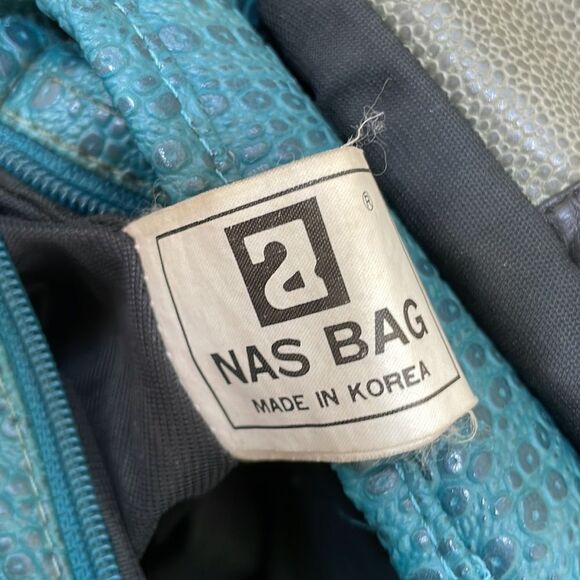 ®
a
NAS BAG
MADE IN KOREA